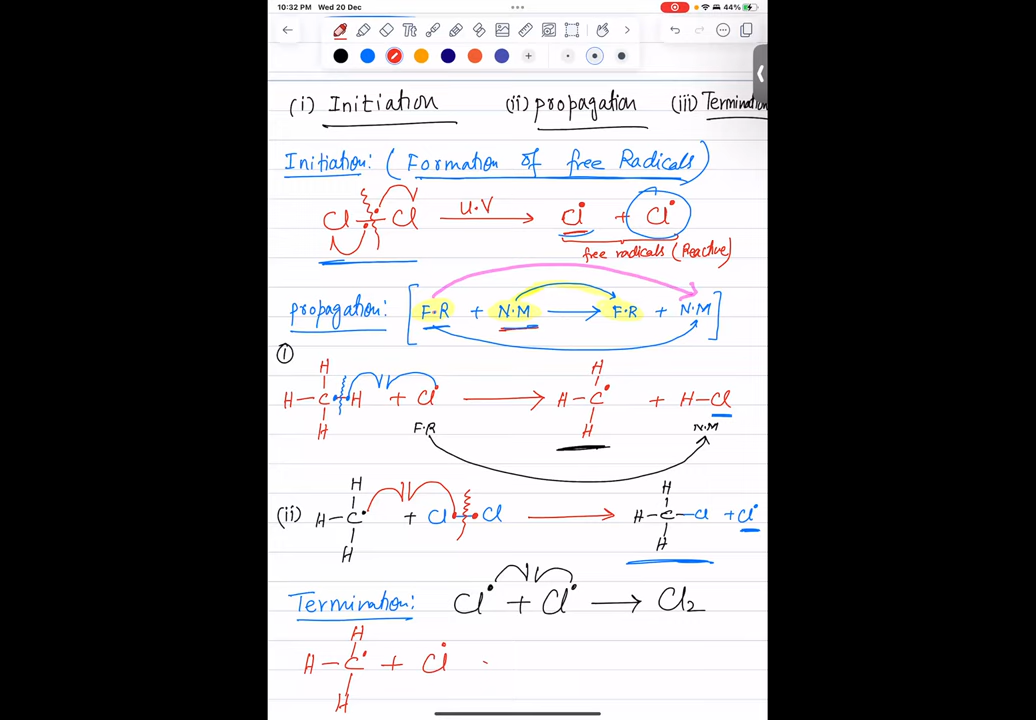 10:32 PM Wed 20 Dec
44%
Tt
(i) Initiation (ii) propagation (iii) Termination
Initiation: (Formation of free Radicals)
Cl Cl U.V Cl• + Cl•
free radicals (Reactive)
propagation: [F.R + N.M → F.R + N.M]
①
H H
H–C H + Cl• → H–C• + H–Cl
H H
F.R N.M
H H
(ii) H–C• + Cl–Cl → H–C–Cl + Cl•
H H
Termination: Cl• + Cl• → Cl2
H
H–C• + Cl•
H